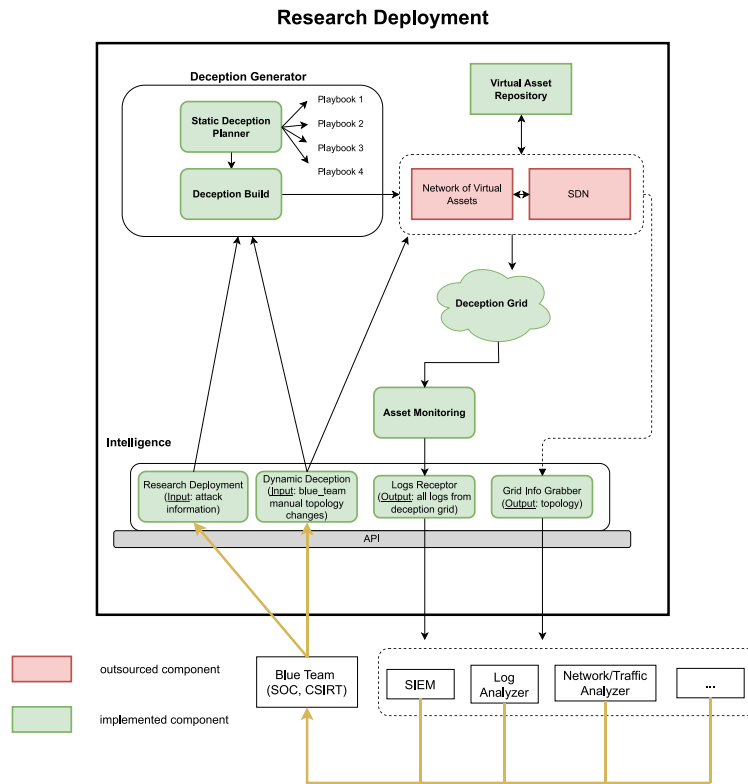 Research Deployment
Deception Generator
Static Deception
Planner
Playbook 1
Playbook 2
Playbook 3
Playbook 4
Deception Build
Virtual Asset
Repository
Network of Virtual
Assets
SDN
Deception Grid
Asset Monitoring
Intelligence
Research Deployment
(Input: attack
information)
Dynamic Deception
(Input: blue_team
manual topology
changes)
Logs Receptor
(Output: all logs from
deception grid)
Grid Info Grabber
(Output: topology)
API
outsourced component
implemented component
Blue Team
(SOC, CSIRT)
SIEM
Log
Analyzer
Network/Traffic
Analyzer
...